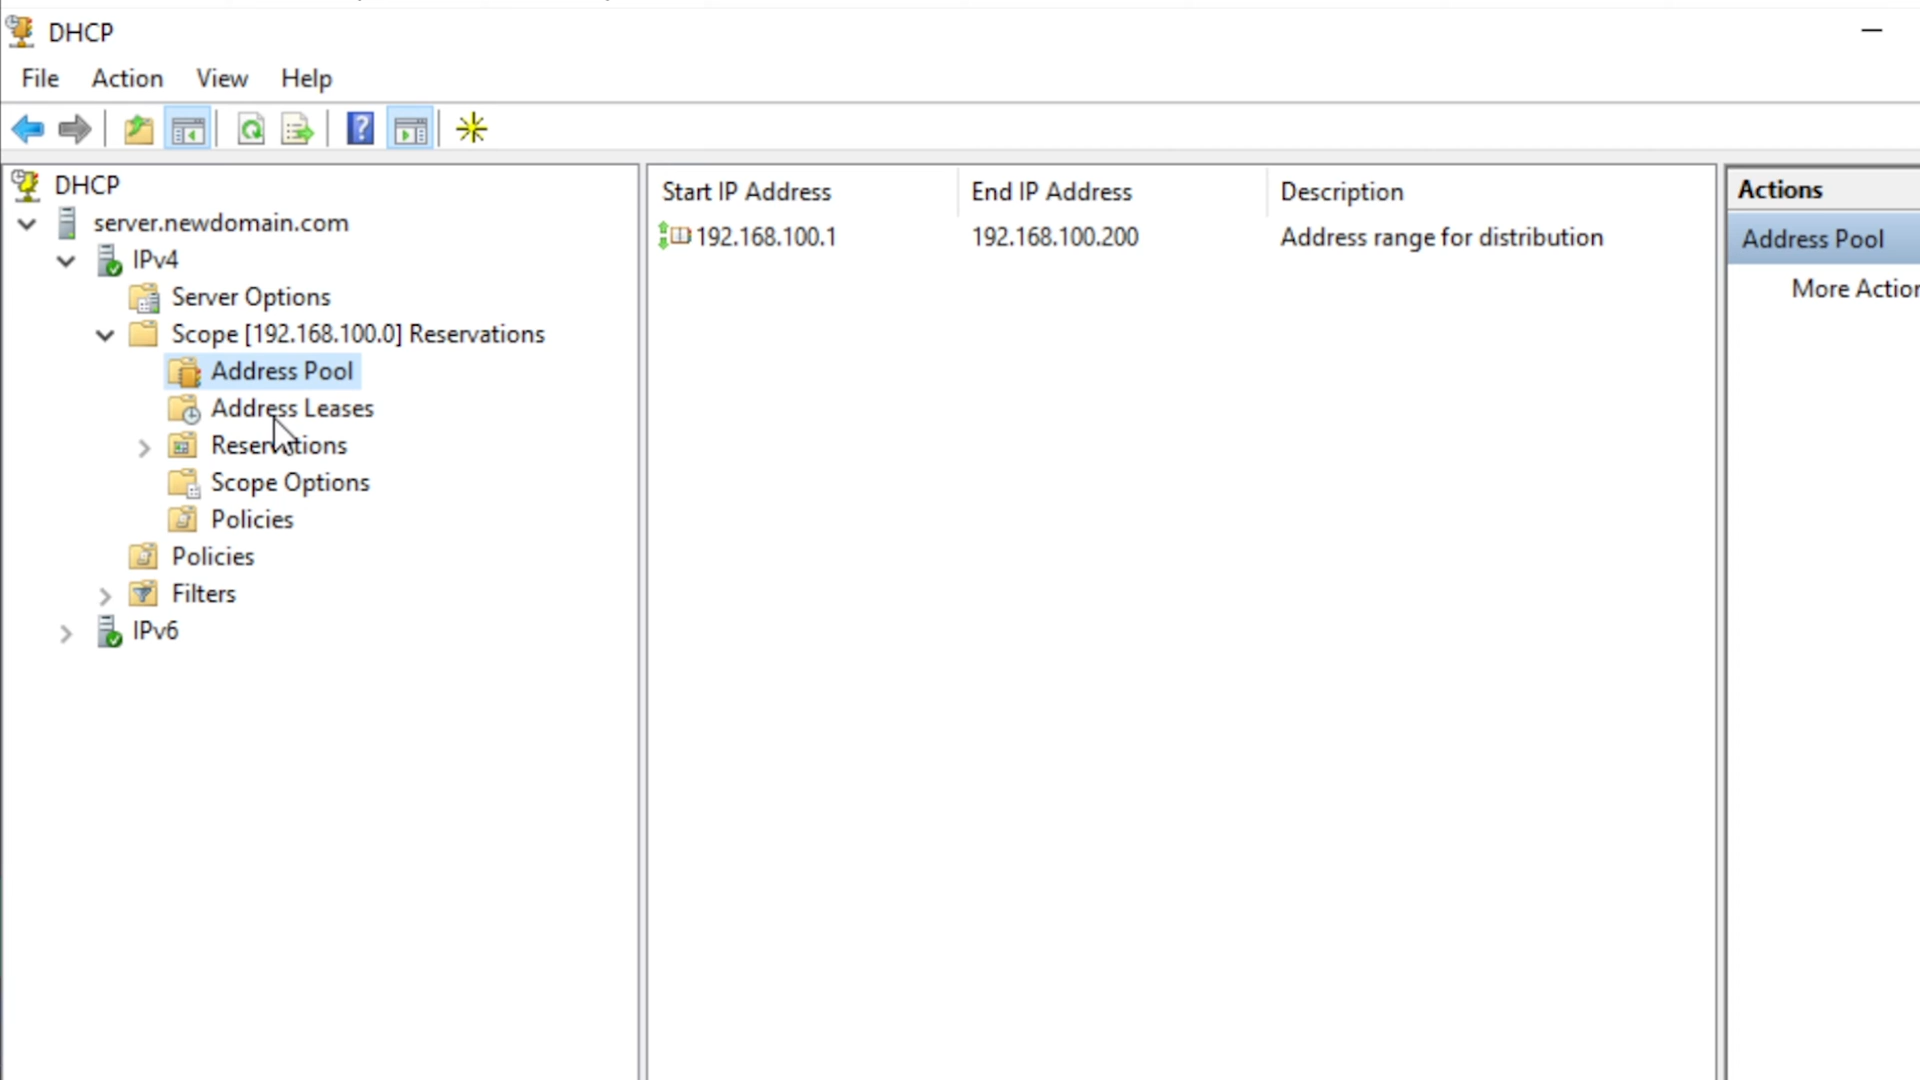 DHCP
File Action View Help
DHCP
server.newdomain.com
IPv4
Server Options
Scope [192.168.100.0] Reservations
Address Pool
Address Leases
Reservations
Scope Options
Policies
Policies
Filters
IPv6
Start IP Address End IP Address Description
192.168.100.1 192.168.100.200 Address range for distribution
Actions
Address Pool
More Action